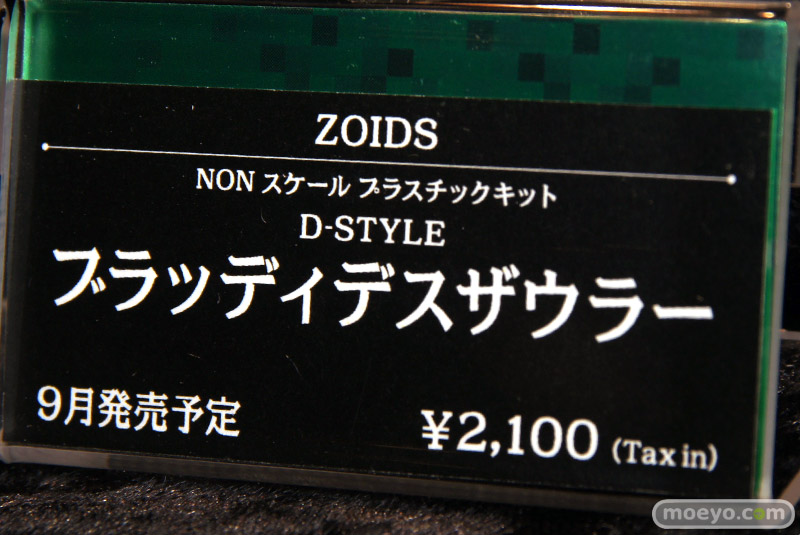 ZOIDS
NON スケール プラスチックキット
D-STYLE
ブラッディデスザウラー
9月発売予定
¥2,100 (Tax in)
moeyo.com